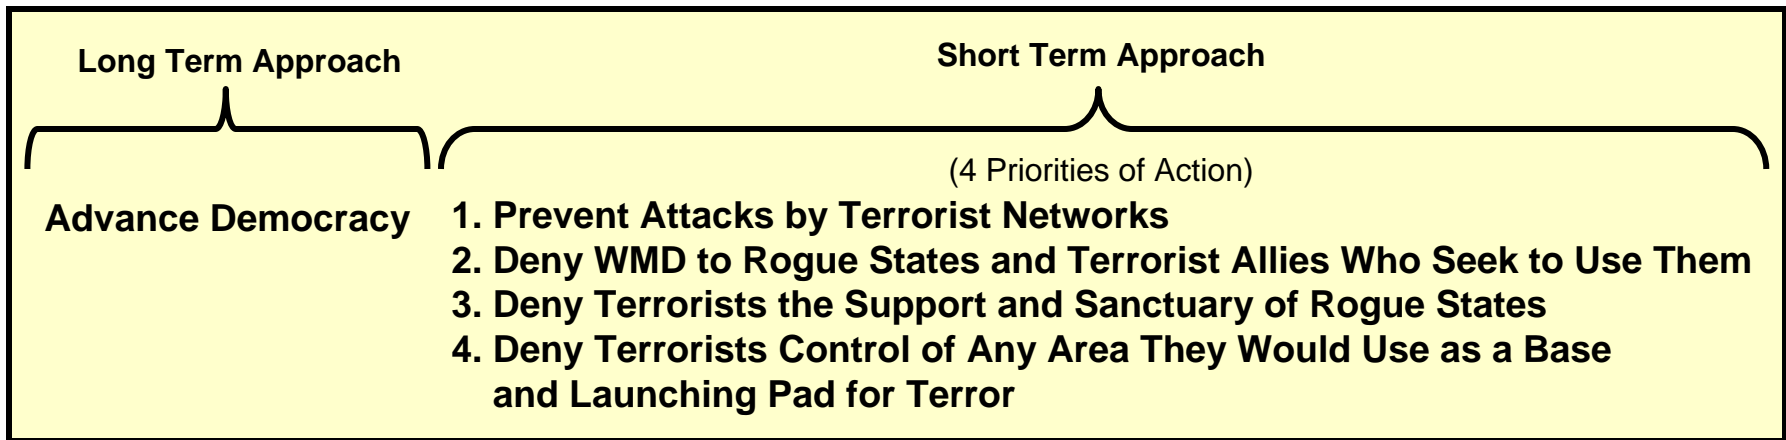 Long Term Approach
Advance Democracy
Short Term Approach
(4 Priorities of Action)
1. Prevent Attacks by Terrorist Networks
2. Deny WMD to Rogue States and Terrorist Allies Who Seek to Use Them
3. Deny Terrorists the Support and Sanctuary of Rogue States
4. Deny Terrorists Control of Any Area They Would Use as a Base
and Launching Pad for Terror